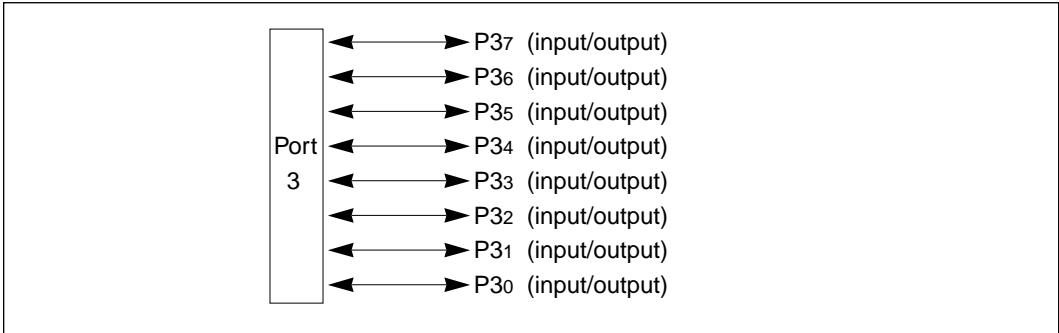 P37 (input/output)
P36 (input/output)
P35 (input/output)
Port 3
P34 (input/output)
P33 (input/output)
P32 (input/output)
P31 (input/output)
P30 (input/output)